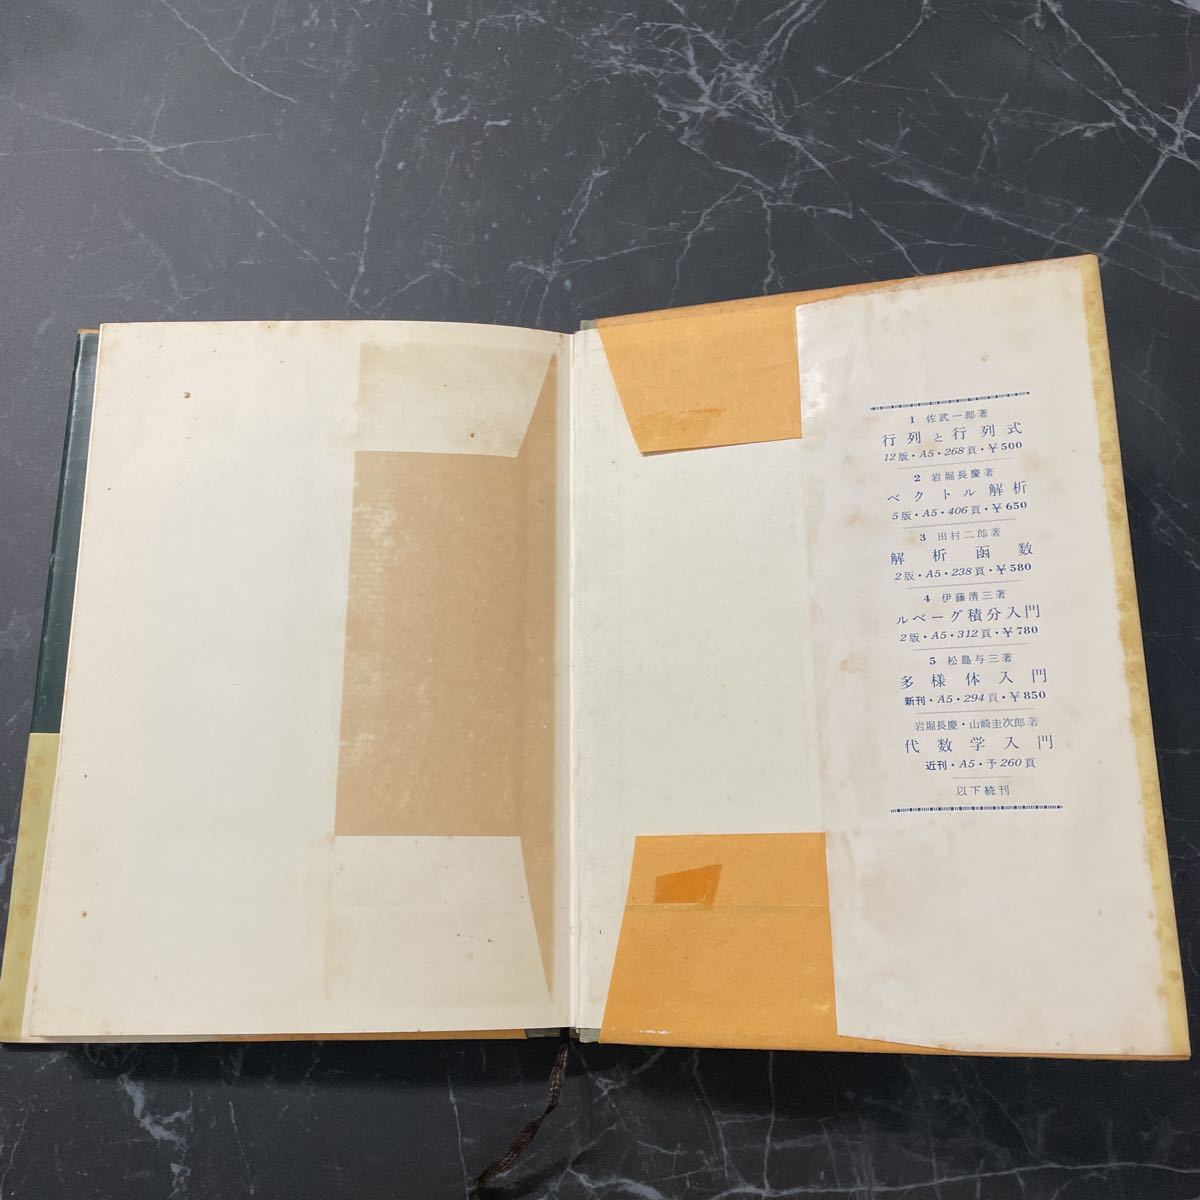 1 佐武一郎著
行列と行列式
12版・A5・268頁・¥500
2 岩堀長慶著
ベクトル解析
5版・A5・406頁・¥650
3 田村二郎著
解析函数
2版・A5・238頁・¥580
4 伊藤清三著
ルベーグ積分入門
2版・A5・312頁・¥780
5 松島与三著
多様体入門
新刊・A5・294頁・¥850
岩堀長慶・山崎圭次郎著
代数学入門
近刊・A5・予260頁
以下続刊